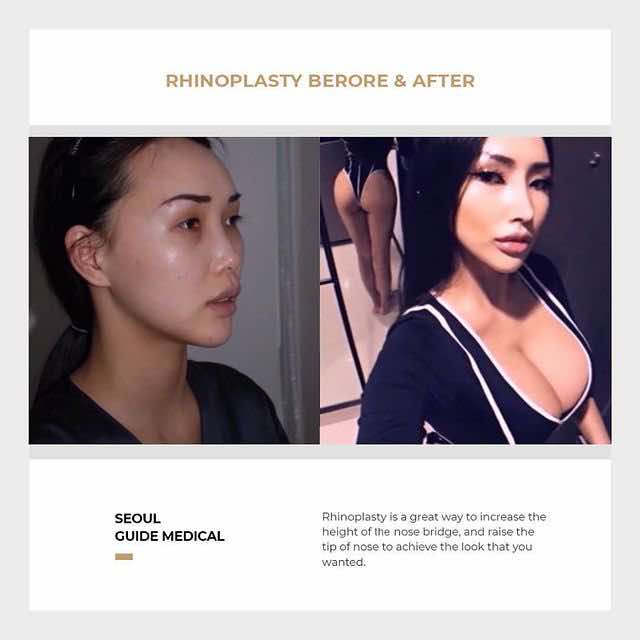 RHINOPLASTY BERORE & AFTER
SEOUL
GUIDE MEDICAL
Rhinoplasty is a great way to increase the
height of the nose bridge, and raise the
tip of nose to achieve the look that you
wanted.